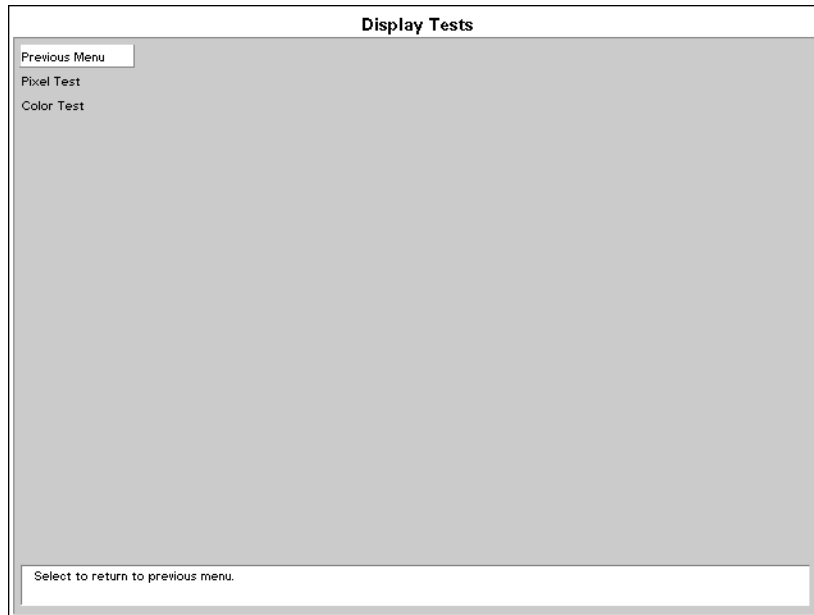 Display Tests
Previous Menu
Pixel Test
Color Test
Select to return to previous menu.